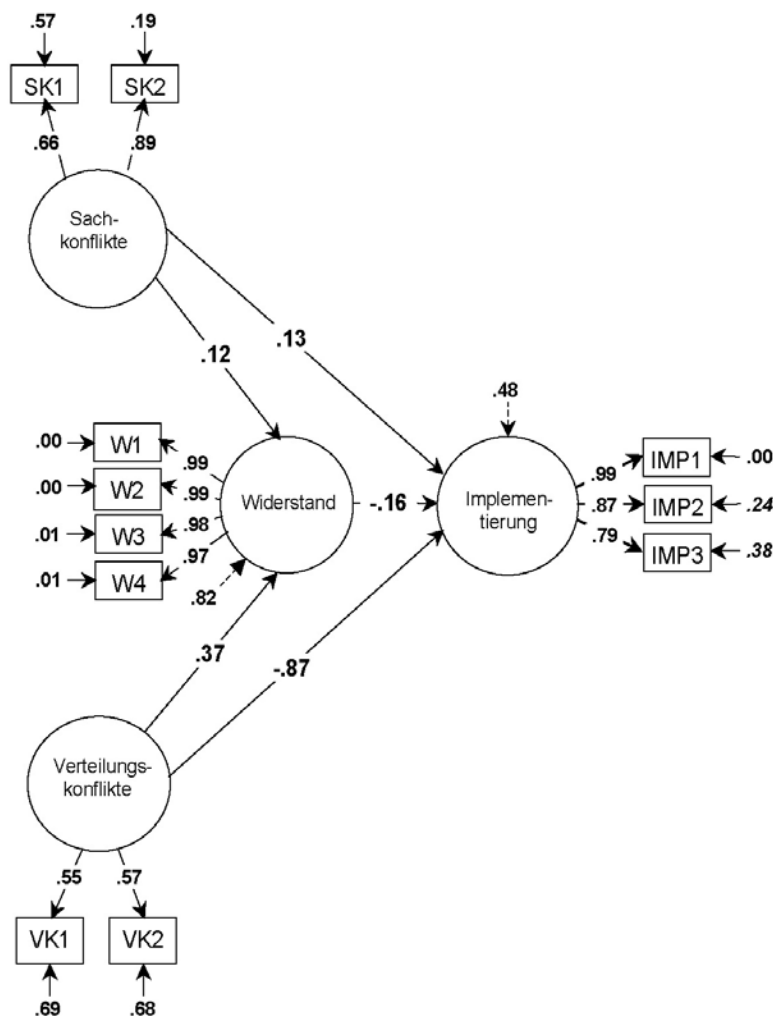 .57
.19
SK1
SK2
.66
.89
Sach-
konflikte
.12
.13
.48
.00
W1
.99
.00
W2
.99
.01
W3
.98
.01
W4
.97
.82
Widerstand
-.16
Implemen-
tierung
.99
IMP1
.00
.87
IMP2
.24
.79
IMP3
.38
.37
-.87
Verteilungs-
konflikte
.55
.57
VK1
VK2
.69
.68